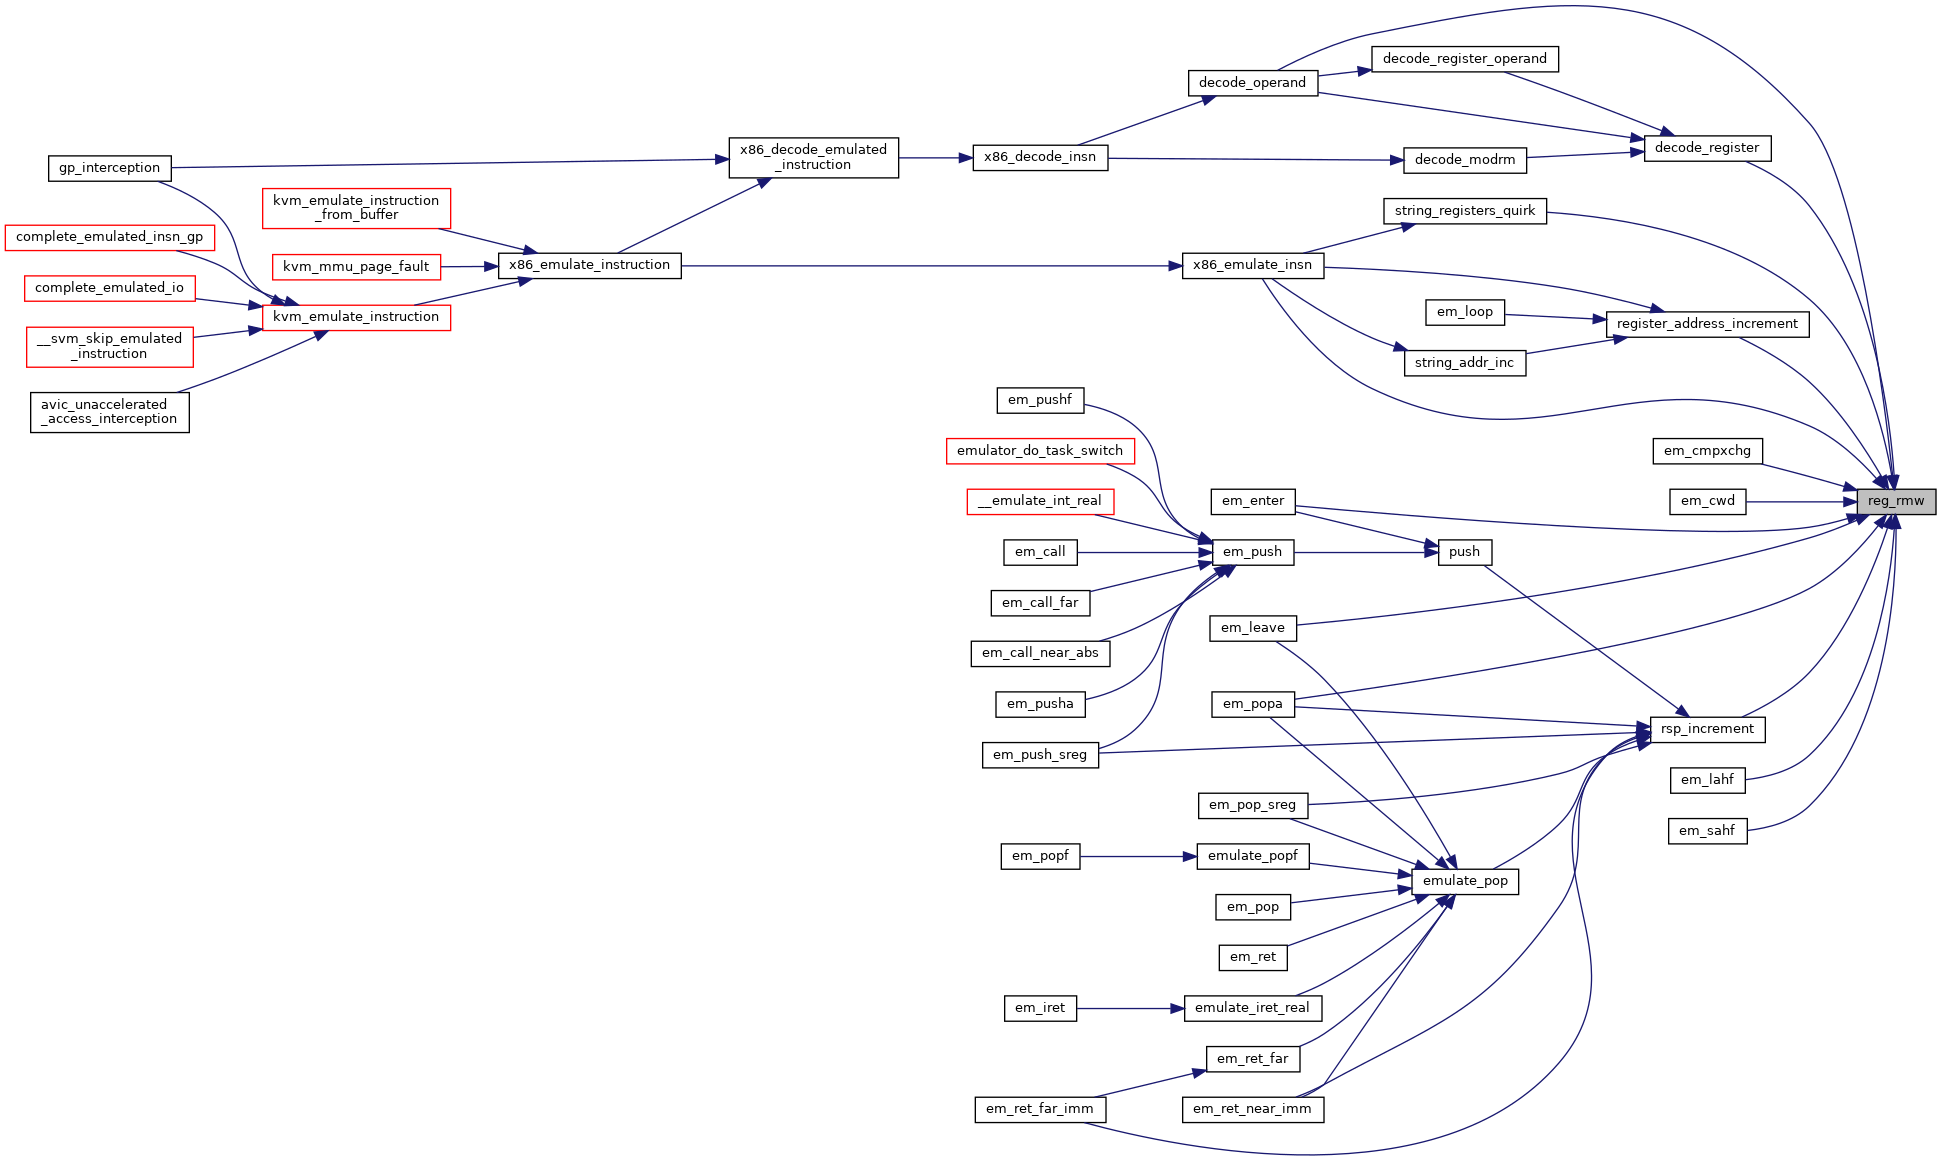 decode_register_operand
decode_operand
decode_register
x86_decode_emulated
_instruction
x86_decode_insn
decode_modrm
gp_interception
kvm_emulate_instruction
_from_buffer
string_registers_quirk
complete_emulated_insn_gp
kvm_mmu_page_fault
x86_emulate_instruction
x86_emulate_insn
complete_emulated_io
kvm_emulate_instruction
em_loop
register_address_increment
__svm_skip_emulated
_instruction
string_addr_inc
avic_unaccelerated
_access_interception
em_pushf
emulator_do_task_switch
em_cmpxchg
__emulate_int_real
em_enter
em_cwd
reg_rmw
em_call
em_push
push
em_call_far
em_leave
em_call_near_abs
em_pusha
em_popa
rsp_increment
em_push_sreg
em_lahf
em_pop_sreg
em_sahf
em_popf
emulate_popf
emulate_pop
em_pop
em_ret
em_iret
emulate_iret_real
em_ret_far
em_ret_far_imm
em_ret_near_imm